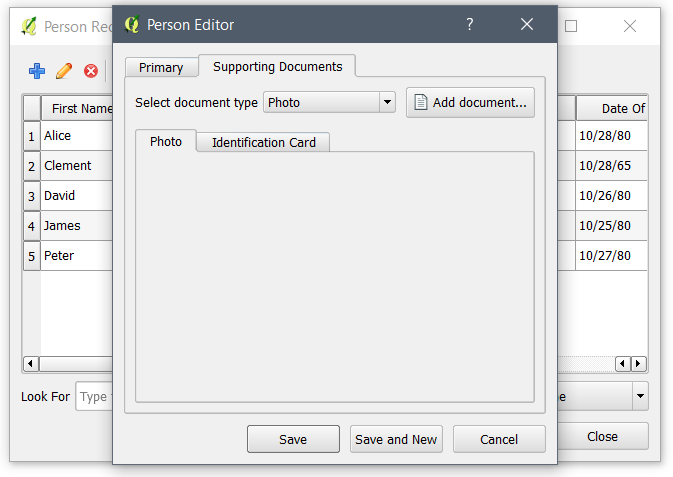 Person Rec
Person Editor
?
Primary
Supporting Documents
Select document type
Photo
Add document...
Photo
Identification Card
First Name
Date Of
1 Alice 10/28/80
2 Clement 10/28/65
3 David 10/26/80
4 James 10/25/80
5 Peter 10/27/80
Look For
Type
Save
Save and New
Cancel
Close